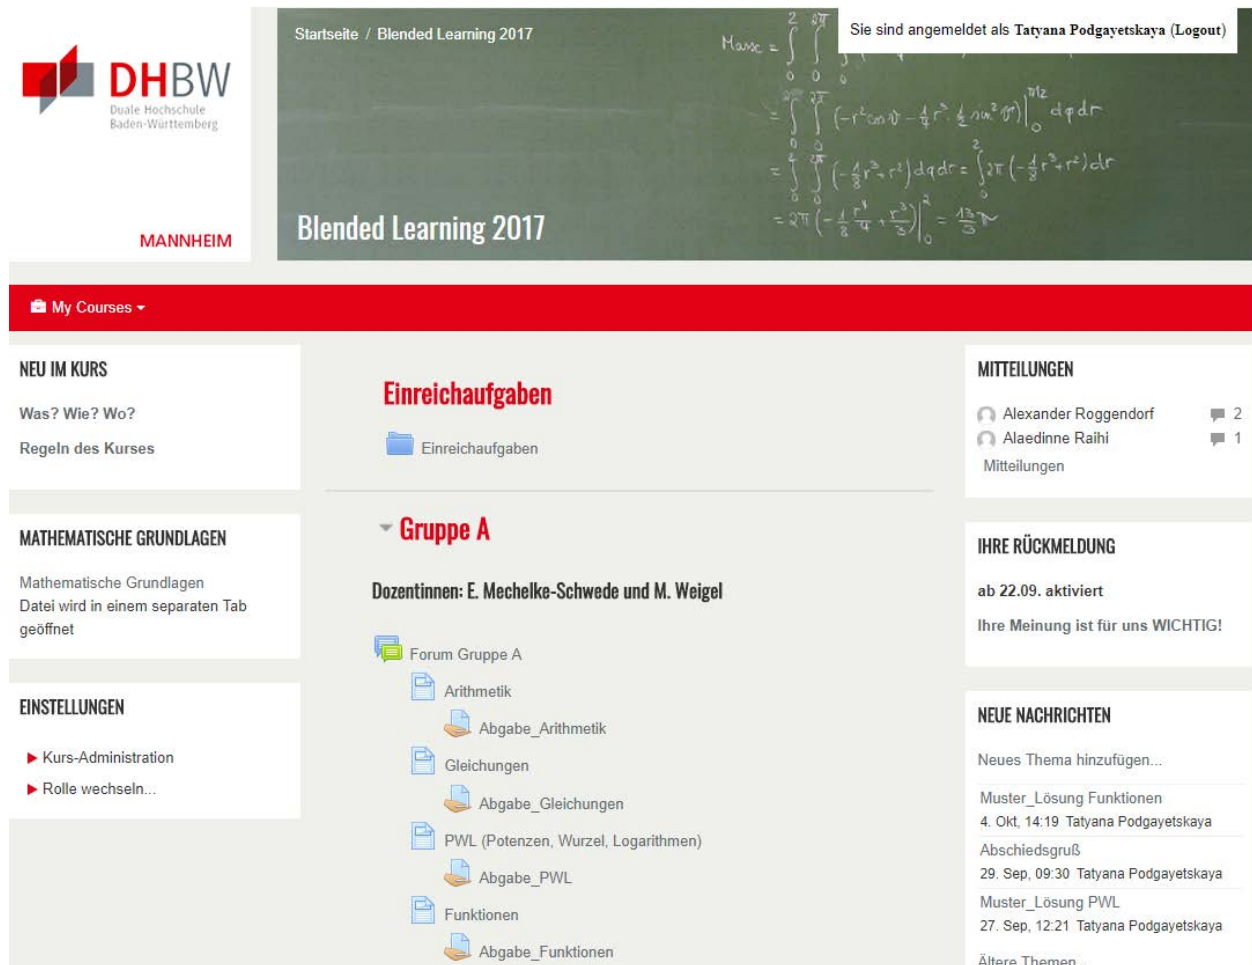 DHBW
Duale Hochschule
Baden-Württemberg
MANNHEIM
Startseite / Blended Learning 2017
Sie sind angemeldet als Tatyana Podgayetskaya (Logout)
Masse =
Blended Learning 2017
My Courses
NEU IM KURS
Was? Wie? Wo?
Regeln des Kurses
MATHEMATISCHE GRUNDLAGEN
Mathematische Grundlagen
Datei wird in einem separaten Tab
geöffnet
EINSTELLUNGEN
Kurs-Administration
Rolle wechseln...
Einreichaufgaben
Einreichaufgaben
Gruppe A
Dozentinnen: E. Mechelke-Schwede und M. Weigel
Forum Gruppe A
Arithmetik
Abgabe_Arithmetik
Gleichungen
Abgabe_Gleichungen
PWL (Potenzen, Wurzel, Logarithmen)
Abgabe_PWL
Funktionen
Abgabe_Funktionen
MITTEILUNGEN
Alexander Roggendorf 2
Alaedinne Raihi 1
Mitteilungen
IHRE RÜCKMELDUNG
ab 22.09. aktiviert
Ihre Meinung ist für uns WICHTIG!
NEUE NACHRICHTEN
Neues Thema hinzufügen...
Muster_Lösung Funktionen
4. Okt, 14:19 Tatyana Podgayetskaya
Abschiedsgruß
29. Sep, 09:30 Tatyana Podgayetskaya
Muster_Lösung PWL
27. Sep, 12:21 Tatyana Podgayetskaya
Ältere Themen